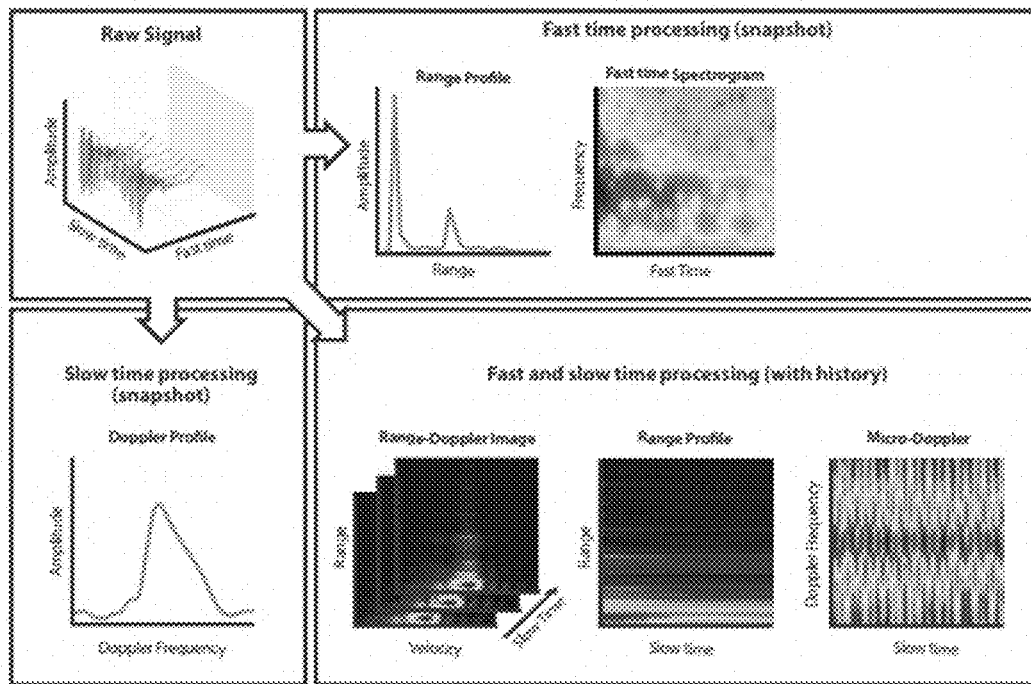 Raw Signal
Amplitude
Slow time
Fast time
Fast time processing (snapshot)
Range Profile
Amplitude
Range
Fast time Spectrogram
Frequency
Fast Time
Slow time processing
(snapshot)
Doppler Profile
Amplitude
Doppler Frequency
Fast and slow time processing (with history)
Range-Doppler Image
Range
Velocity
Slow Time
Range Profile
Range
Slow time
Micro-Doppler
Doppler Frequency
Slow time